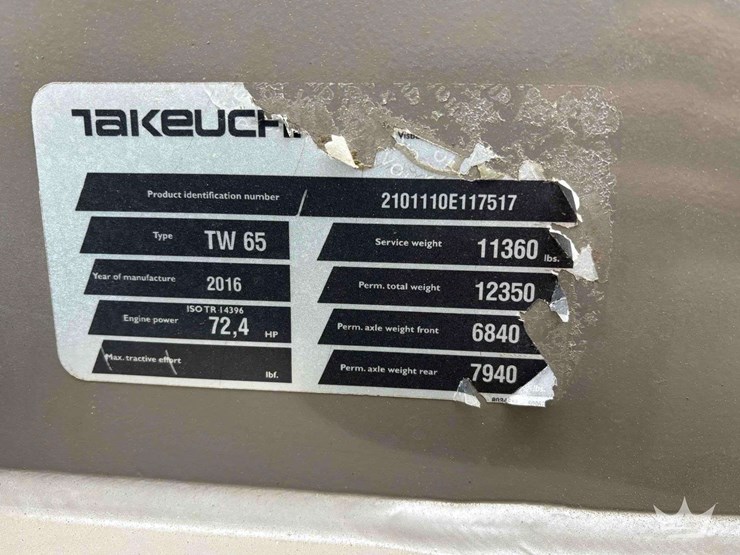 TAKEUCHI
Product identification number 2101110E117517
Type TW 65
Service weight 11360 lbs.
Year of manufacture 2016
Perm. total weight 12350
Engine power ISO TR 14396 72,4 HP
Perm. axle weight front 6840
Max. tractive effort lbf.
Perm. axle weight rear 7940